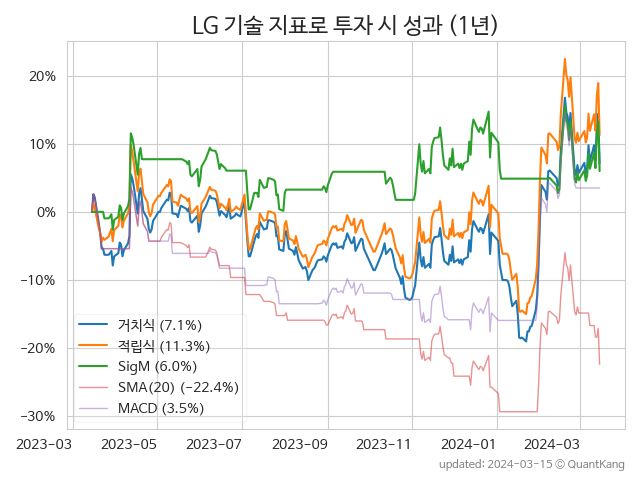 LG 기술 지표로 투자 시 성과 (1년)
20%
10%
0%
−10%
−20%
−30%
거치식 (7.1%)
적립식 (11.3%)
SigM (6.0%)
SMA(20) (−22.4%)
MACD (3.5%)
2023-03 2023-05 2023-07 2023-09 2023-11 2024-01 2024-03
updated: 2024-03-15 © QuantKang